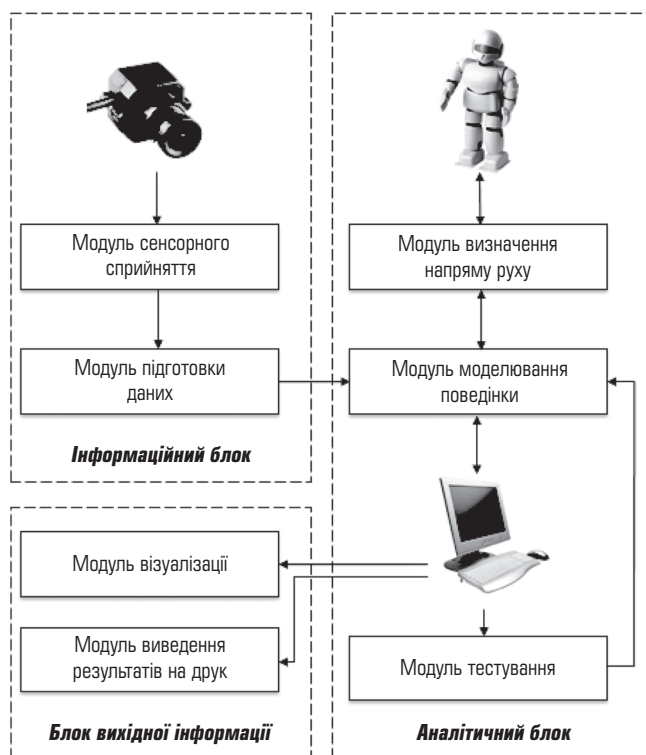 Модуль сенсорного
сприйняття
Модуль підготовки
даних
Інформаційний блок
Модуль визначення
напряму руху
Модуль моделювання
поведінки
Модуль візуалізації
Модуль виведення
результатів на друк
Блок вихідної інформації
Модуль тестування
Аналітичний блок